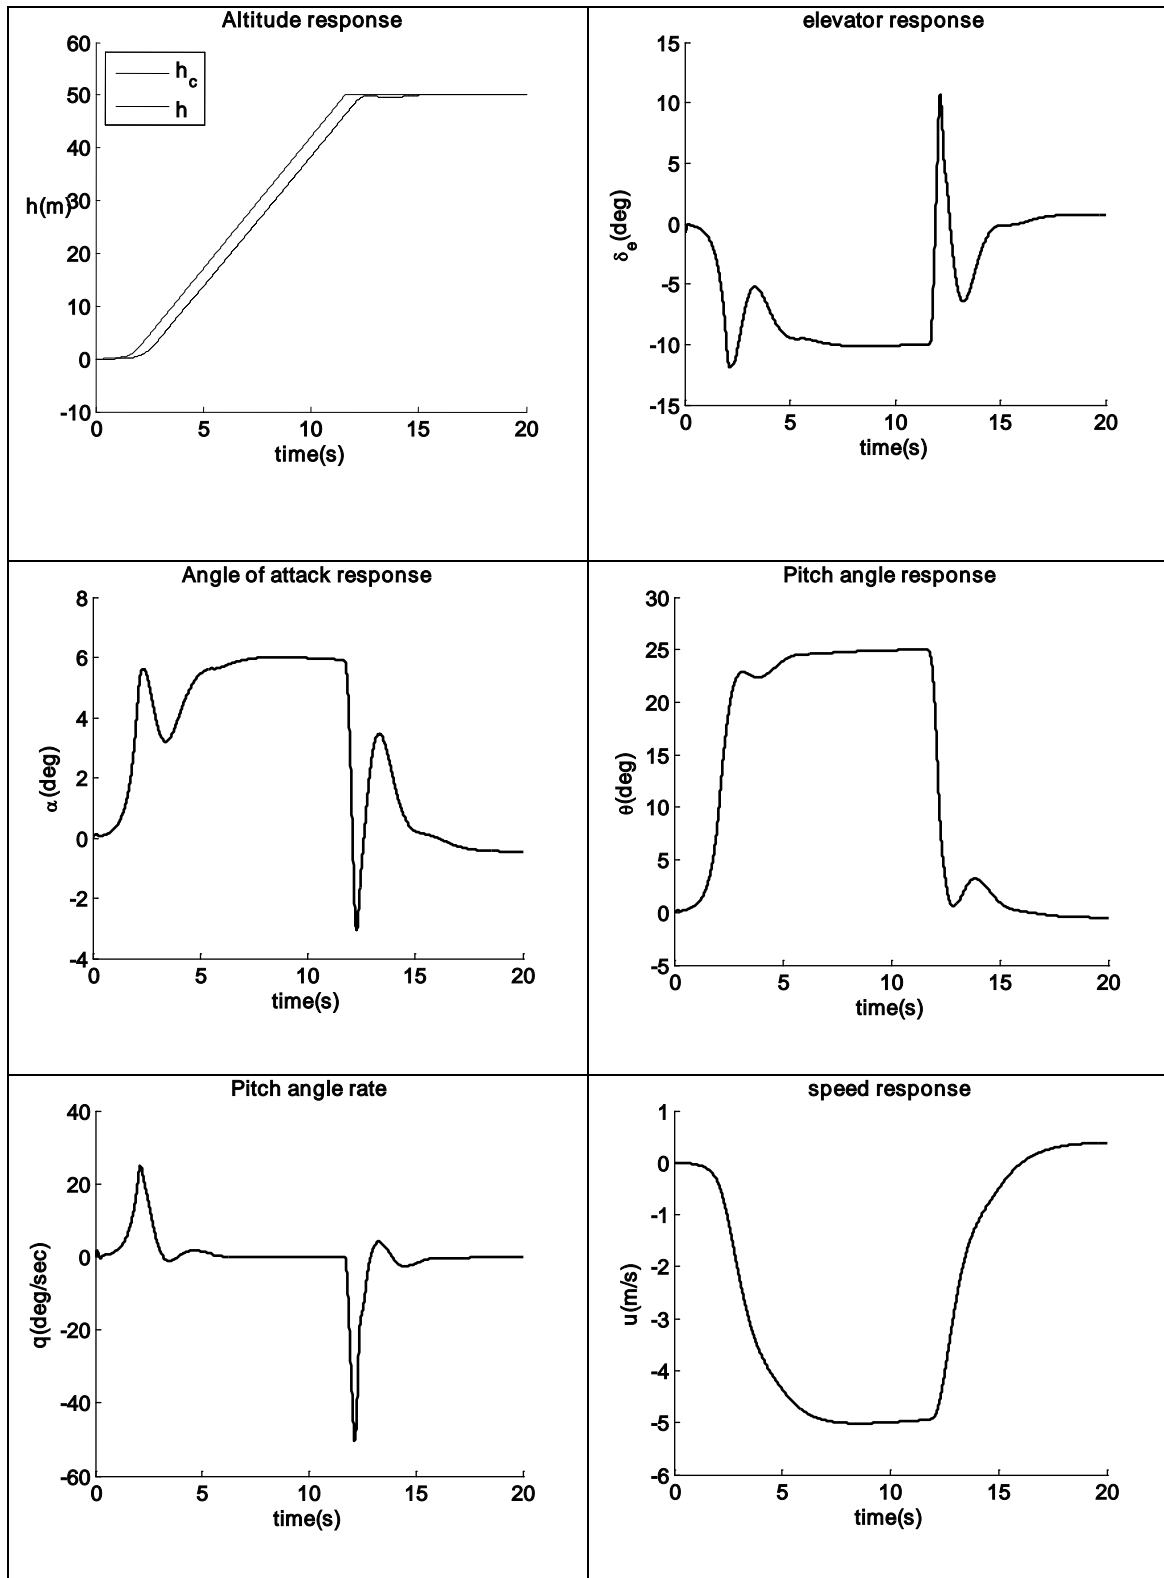 Altitude response
60
50
40
30
20
10
0
-10
h(m)
h_c
h
0 5 10 15 20
time(s)
elevator response
15
10
5
0
-5
-10
-15
δ_e(deg)
0 5 10 15 20
time(s)
Angle of attack response
8
6
4
2
0
-2
-4
α(deg)
0 5 10 15 20
time(s)
Pitch angle response
30
25
20
15
10
5
0
-5
θ(deg)
0 5 10 15 20
time(s)
Pitch angle rate
40
20
0
-20
-40
-60
q(deg/sec)
0 5 10 15 20
time(s)
speed response
1
0
-1
-2
-3
-4
-5
-6
u(m/s)
0 5 10 15 20
time(s)